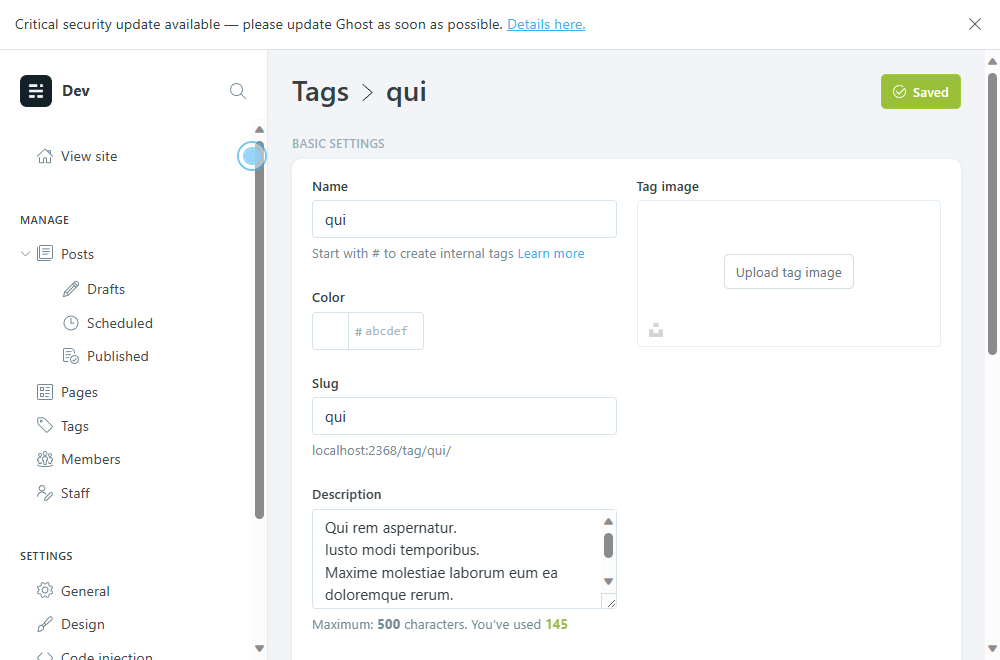 Critical security update available — please update Ghost as soon as possible. Details here.
Dev
View site
MANAGE
Posts
Drafts
Scheduled
Published
Pages
Tags
Members
Staff
SETTINGS
General
Design
Code injection
Tags > qui
Saved
BASIC SETTINGS
Name
qui
Start with # to create internal tags Learn more
Color
# abcdef
Slug
qui
localhost:2368/tag/qui/
Description
Qui rem aspernatur.
Iusto modi temporibus.
Maxime molestiae laborum eum ea
doloremque rerum.
Maximum: 500 characters. You've used 145
Tag image
Upload tag image